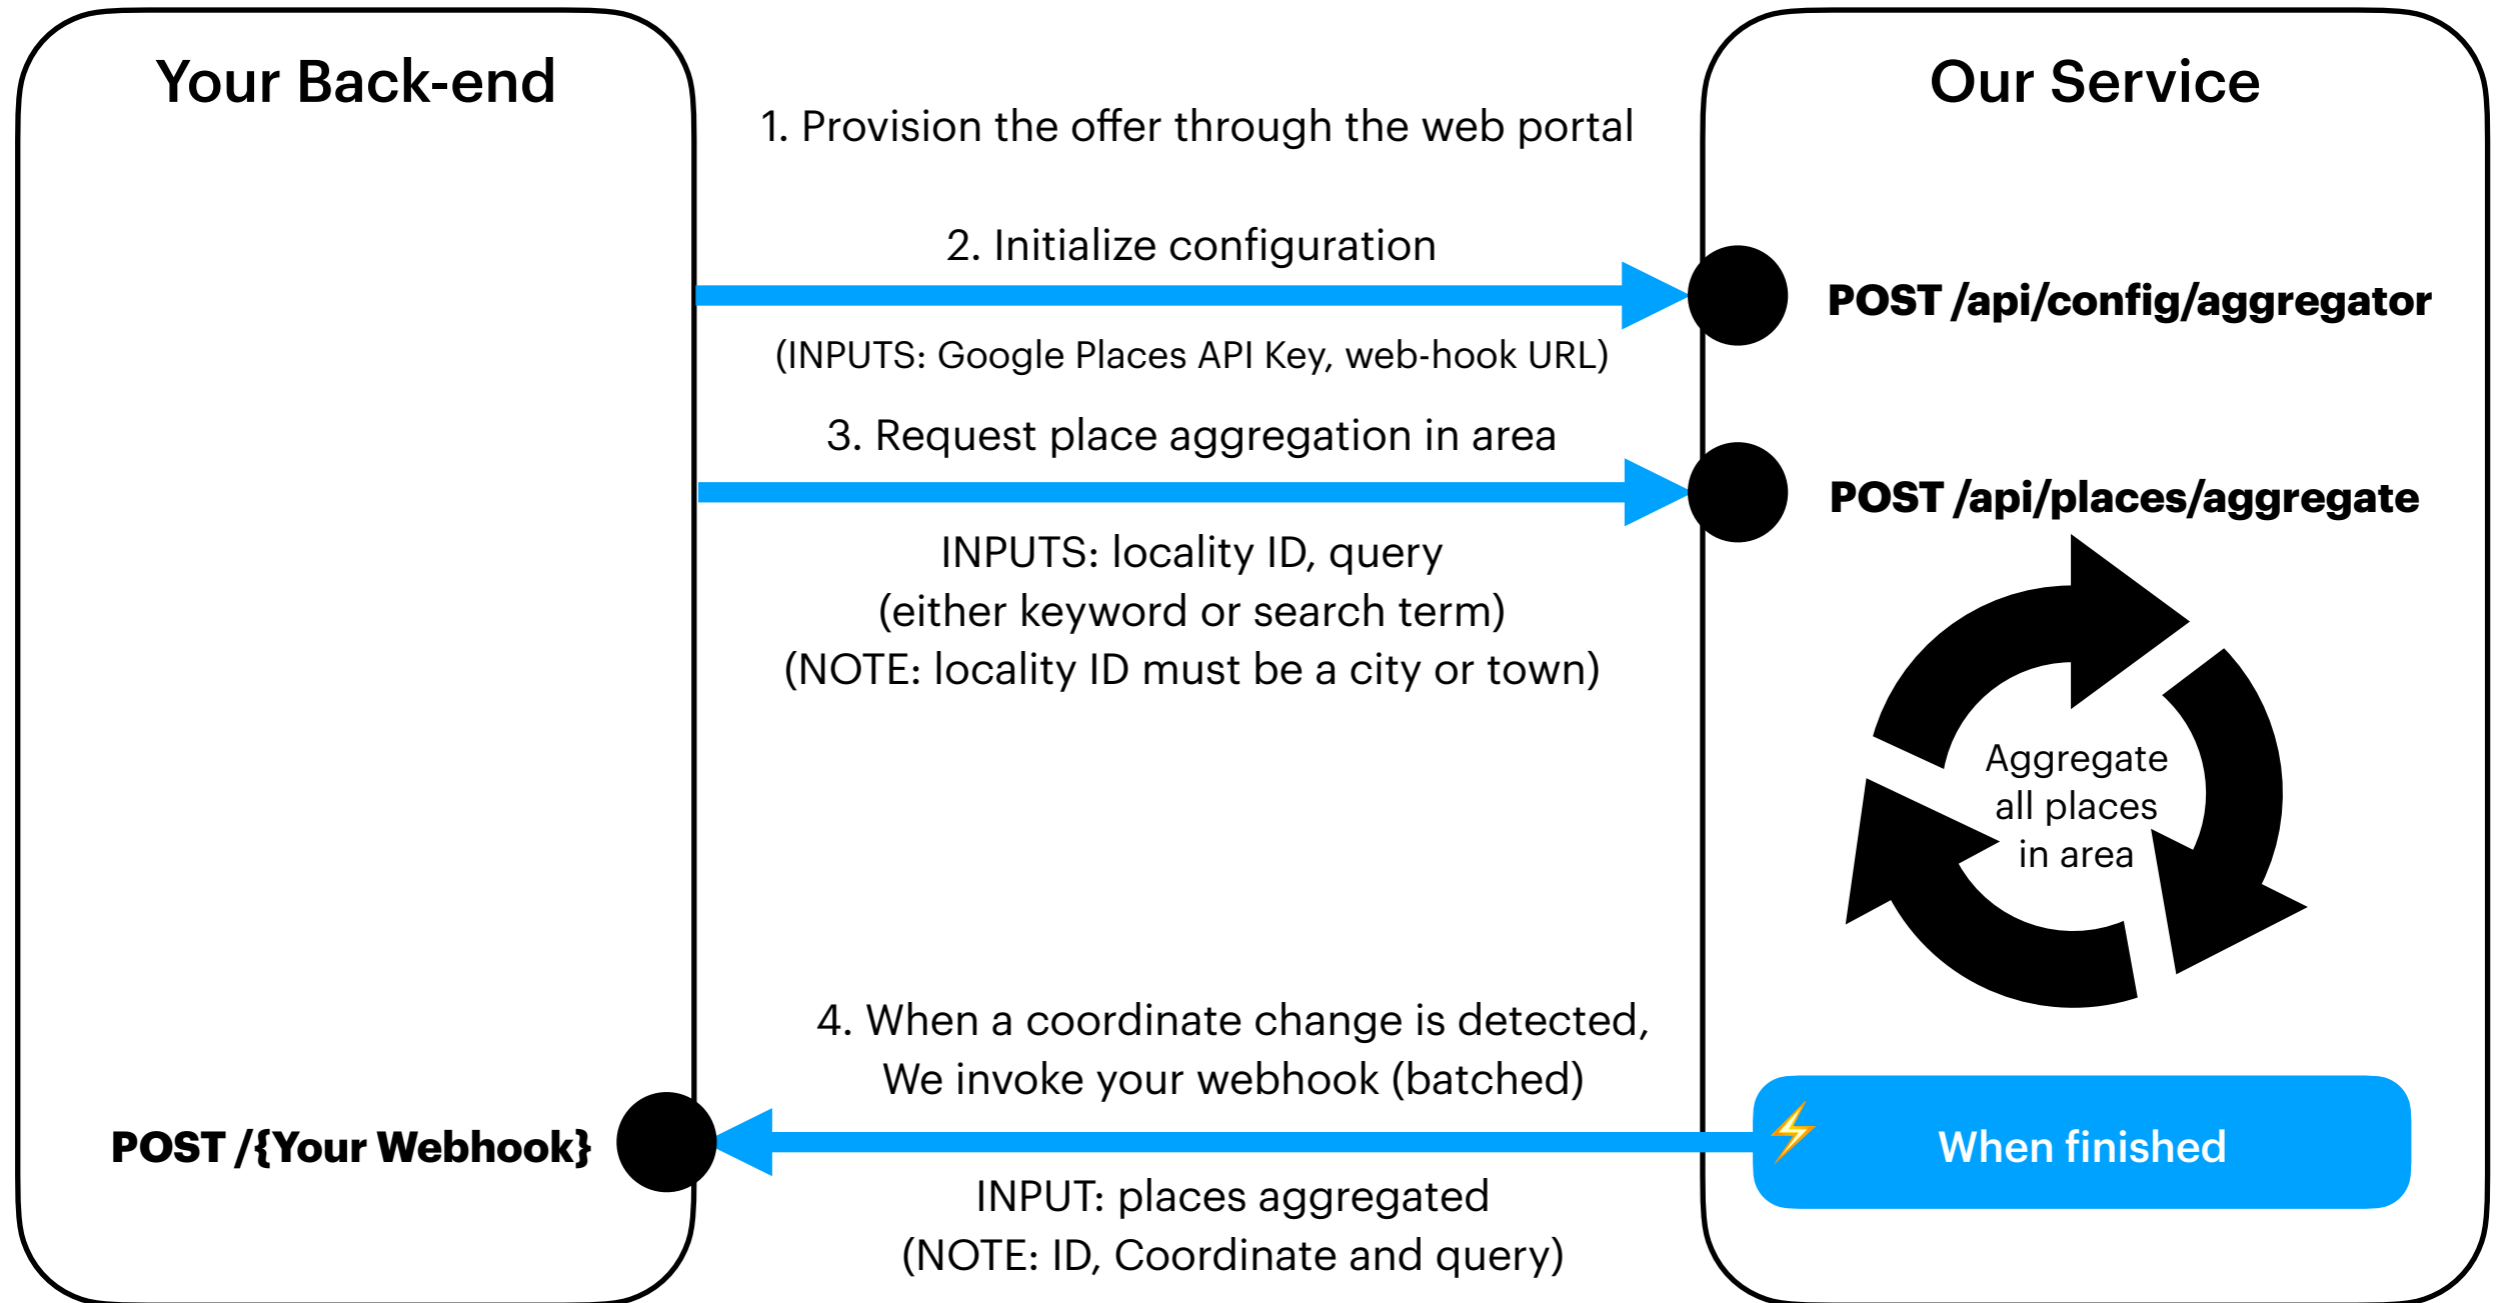 Your Back-end
Our Service
1. Provision the offer through the web portal
2. Initialize configuration
POST /api/config/aggregator
(INPUTS: Google Places API Key, web-hook URL)
3. Request place aggregation in area
POST /api/places/aggregate
INPUTS: locality ID, query
(either keyword or search term)
(NOTE: locality ID must be a city or town)
Aggregate
all places
in area
4. When a coordinate change is detected,
We invoke your webhook (batched)
POST /{Your Webhook}
When finished
INPUT: places aggregated
(NOTE: ID, Coordinate and query)